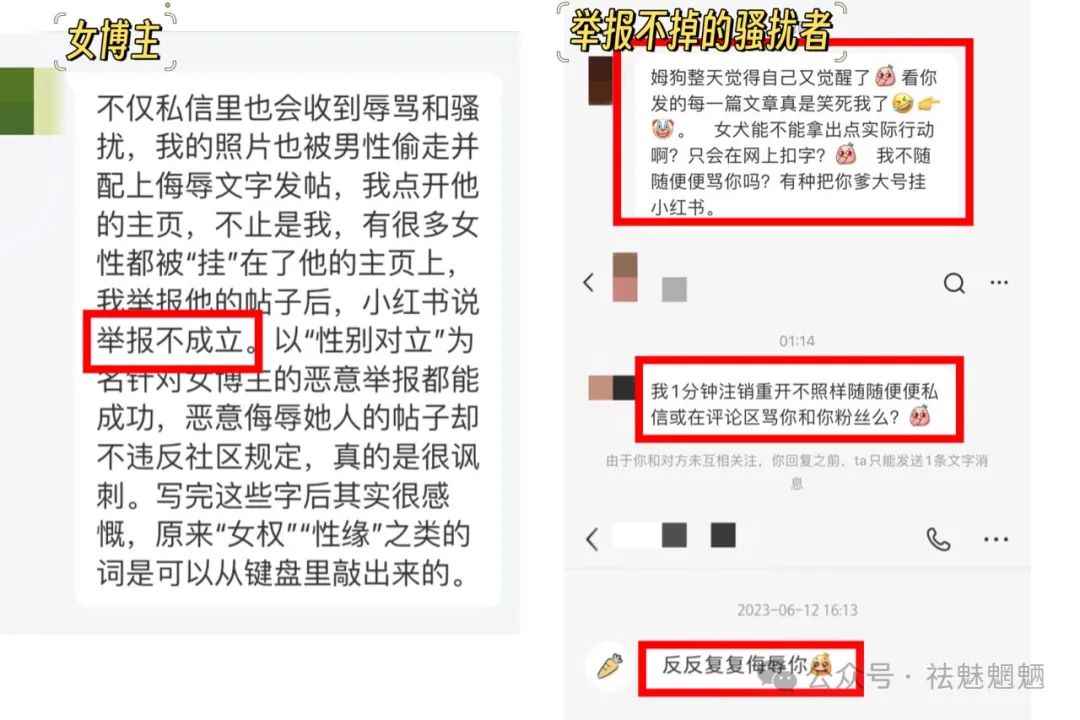 女博主
不仅私信里也会收到辱骂和骚
扰，我的照片也被男性偷走并
配上侮辱文字发帖，我点开他
的主页，不止是我，有很多女
性都被“挂”在了他的主页上，
我举报他的帖子后，小红书说
举报不成立。以“性别对立”为
名针对女博主的恶意举报都能
成功，恶意侮辱她人的帖子却
不违反社区规定，真的是很讽
刺。写完这些字后其实很感
慨，原来“女权”“性缘”之类的
词是可以从键盘里敲出来的。
举报不掉的骚扰者
姆狗整天觉得自己又觉醒了 看你
发的每一篇文章真是笑死我了🤣👉
🤡。 女犬能不能拿出点实际行动
啊？只会在网上扣字？ 我不随
随便便骂你吗？有种把你爹大号挂
小红书。
01:14
我1分钟注销重开不照样随随便便私
信或在评论区骂你和你粉丝么？
由于你和对方未互相关注，你回复之前，ta只能发送1条文字消
息
2023-06-12 16:13
反反复复侮辱你
公众号 · 祛魅魍魉